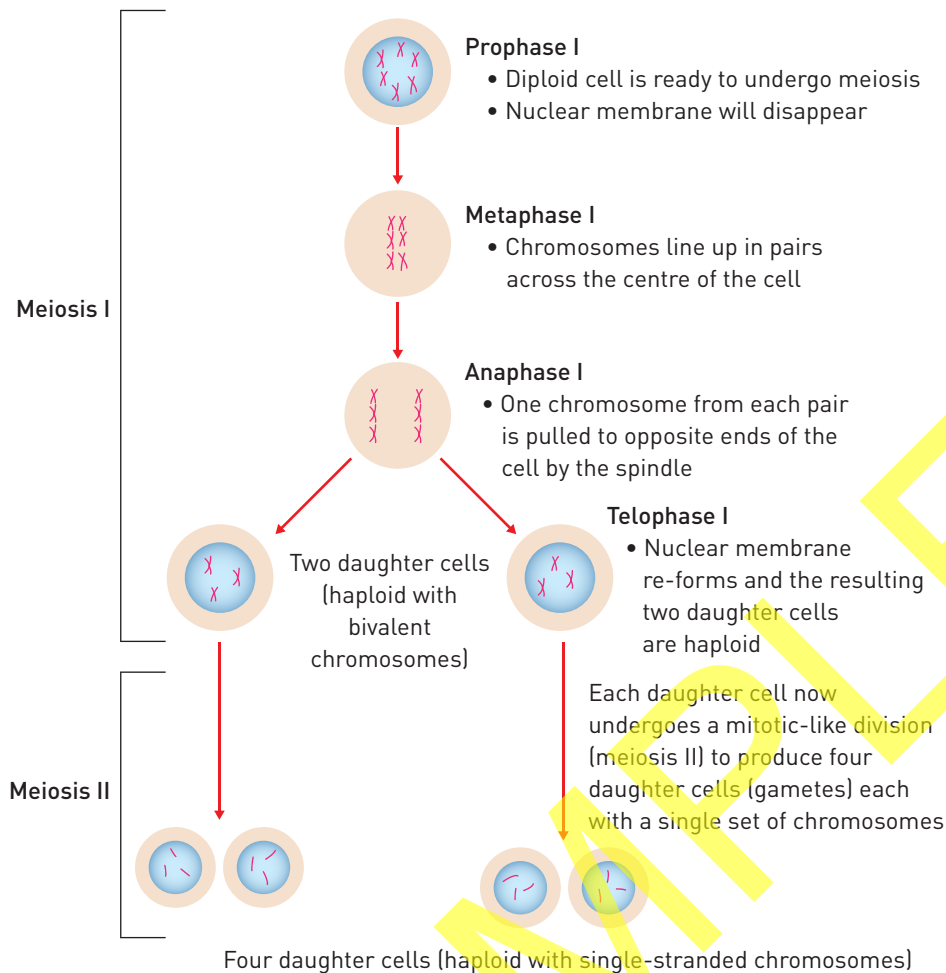 Prophase I
• Diploid cell is ready to undergo meiosis
• Nuclear membrane will disappear
Metaphase I
• Chromosomes line up in pairs
across the centre of the cell
Meiosis I
Anaphase I
• One chromosome from each pair
is pulled to opposite ends of the
cell by the spindle
Two daughter cells
(haploid with
bivalent
chromosomes)
Telophase I
• Nuclear membrane
re-forms and the resulting
two daughter cells
are haploid
Meiosis II
Each daughter cell now
undergoes a mitotic-like division
(meiosis II) to produce four
daughter cells (gametes) each
with a single set of chromosomes
Four daughter cells (haploid with single-stranded chromosomes)
MPL